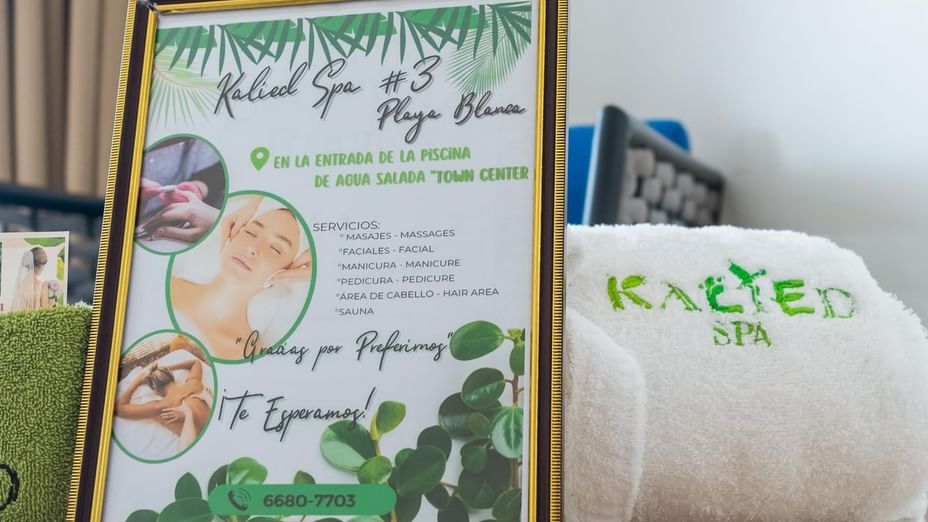 Kalied Spa #3
Playa Blanca
EN LA ENTRADA DE LA PISCINA
DE AGUA SALADA "TOWN CENTER
SERVICIOS:
°MASAJES - MASSAGES
°FACIALES - FACIAL
°MANICURA - MANICURE
°PEDICURA - PEDICURE
°ÁREA DE CABELLO - HAIR AREA
°SAUNA
"Gracias por Preferirnos"
¡Te Esperamos!
6680-7703
KALIED
SPA